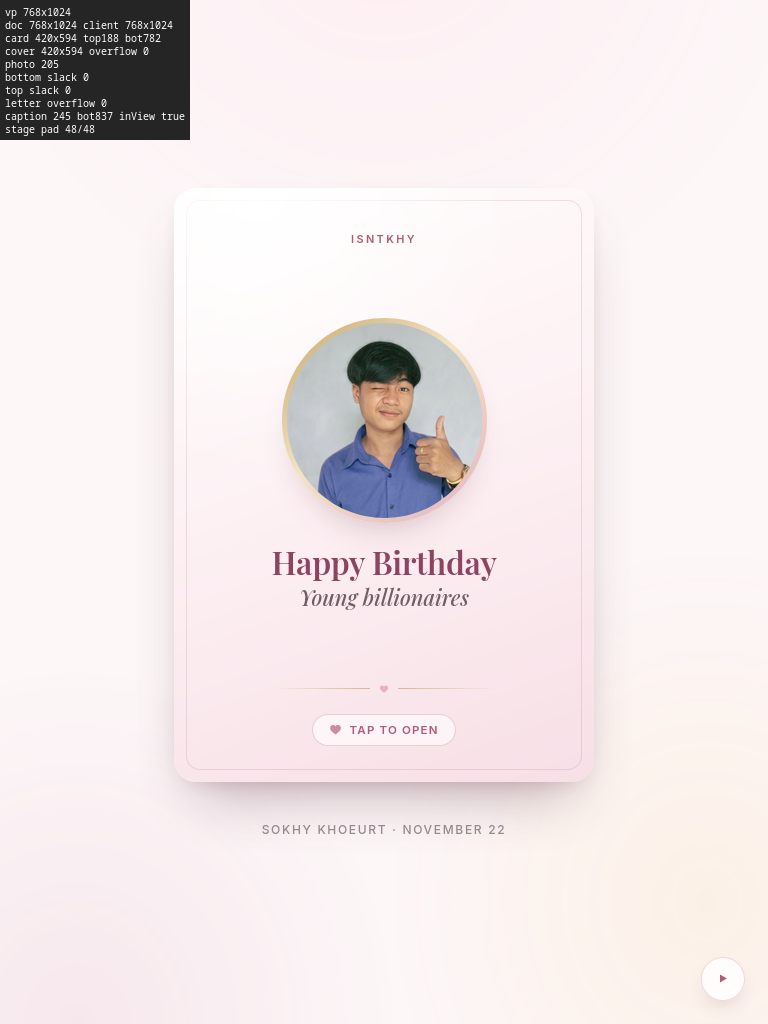 vp 768x1024
doc 768x1024 client 768x1024
card 420x594 top188 bot782
cover 420x594 overflow 0
photo 205
bottom slack 0
top slack 0
letter overflow 0
caption 245 bot837 inView true
stage pad 48/48
ISNTKHY
Happy Birthday
Young billionaires
TAP TO OPEN
SOKHY KHOEURT · NOVEMBER 22